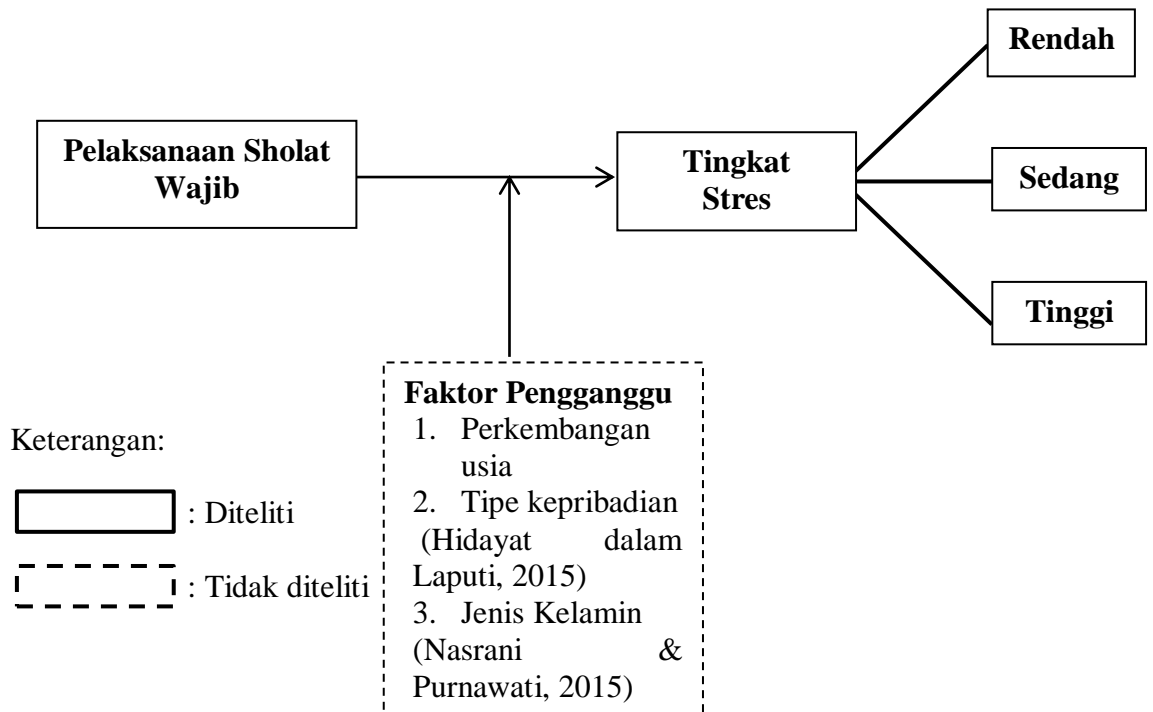 Rendah
Pelaksanaan Sholat
Wajib
Tingkat
Stres
Sedang
Tinggi
Faktor Pengganggu
1. Perkembangan
usia
2. Tipe kepribadian
(Hidayat dalam
Laputi, 2015)
3. Jenis Kelamin
(Nasrani &
Purnawati, 2015)
Keterangan:
: Diteliti
: Tidak diteliti